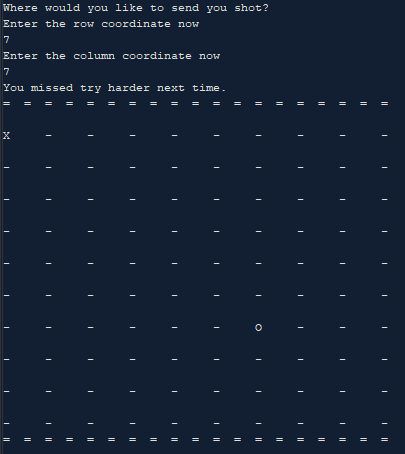 Where would you like to send you shot?
Enter the row coordinate now
7
Enter the column coordinate now
7
You missed try harder next time.
= = = = = = = = = = = = = = = = = = =
X - - - - - - - - -
- - - - - - - - - -
- - - - - - - - - -
- - - - - - - - - -
- - - - - - - - - -
- - - - - - - - - -
- - - - - - o - - -
- - - - - - - - - -
- - - - - - - - - -
- - - - - - - - - -
= = = = = = = = = = = = = = = = = = =